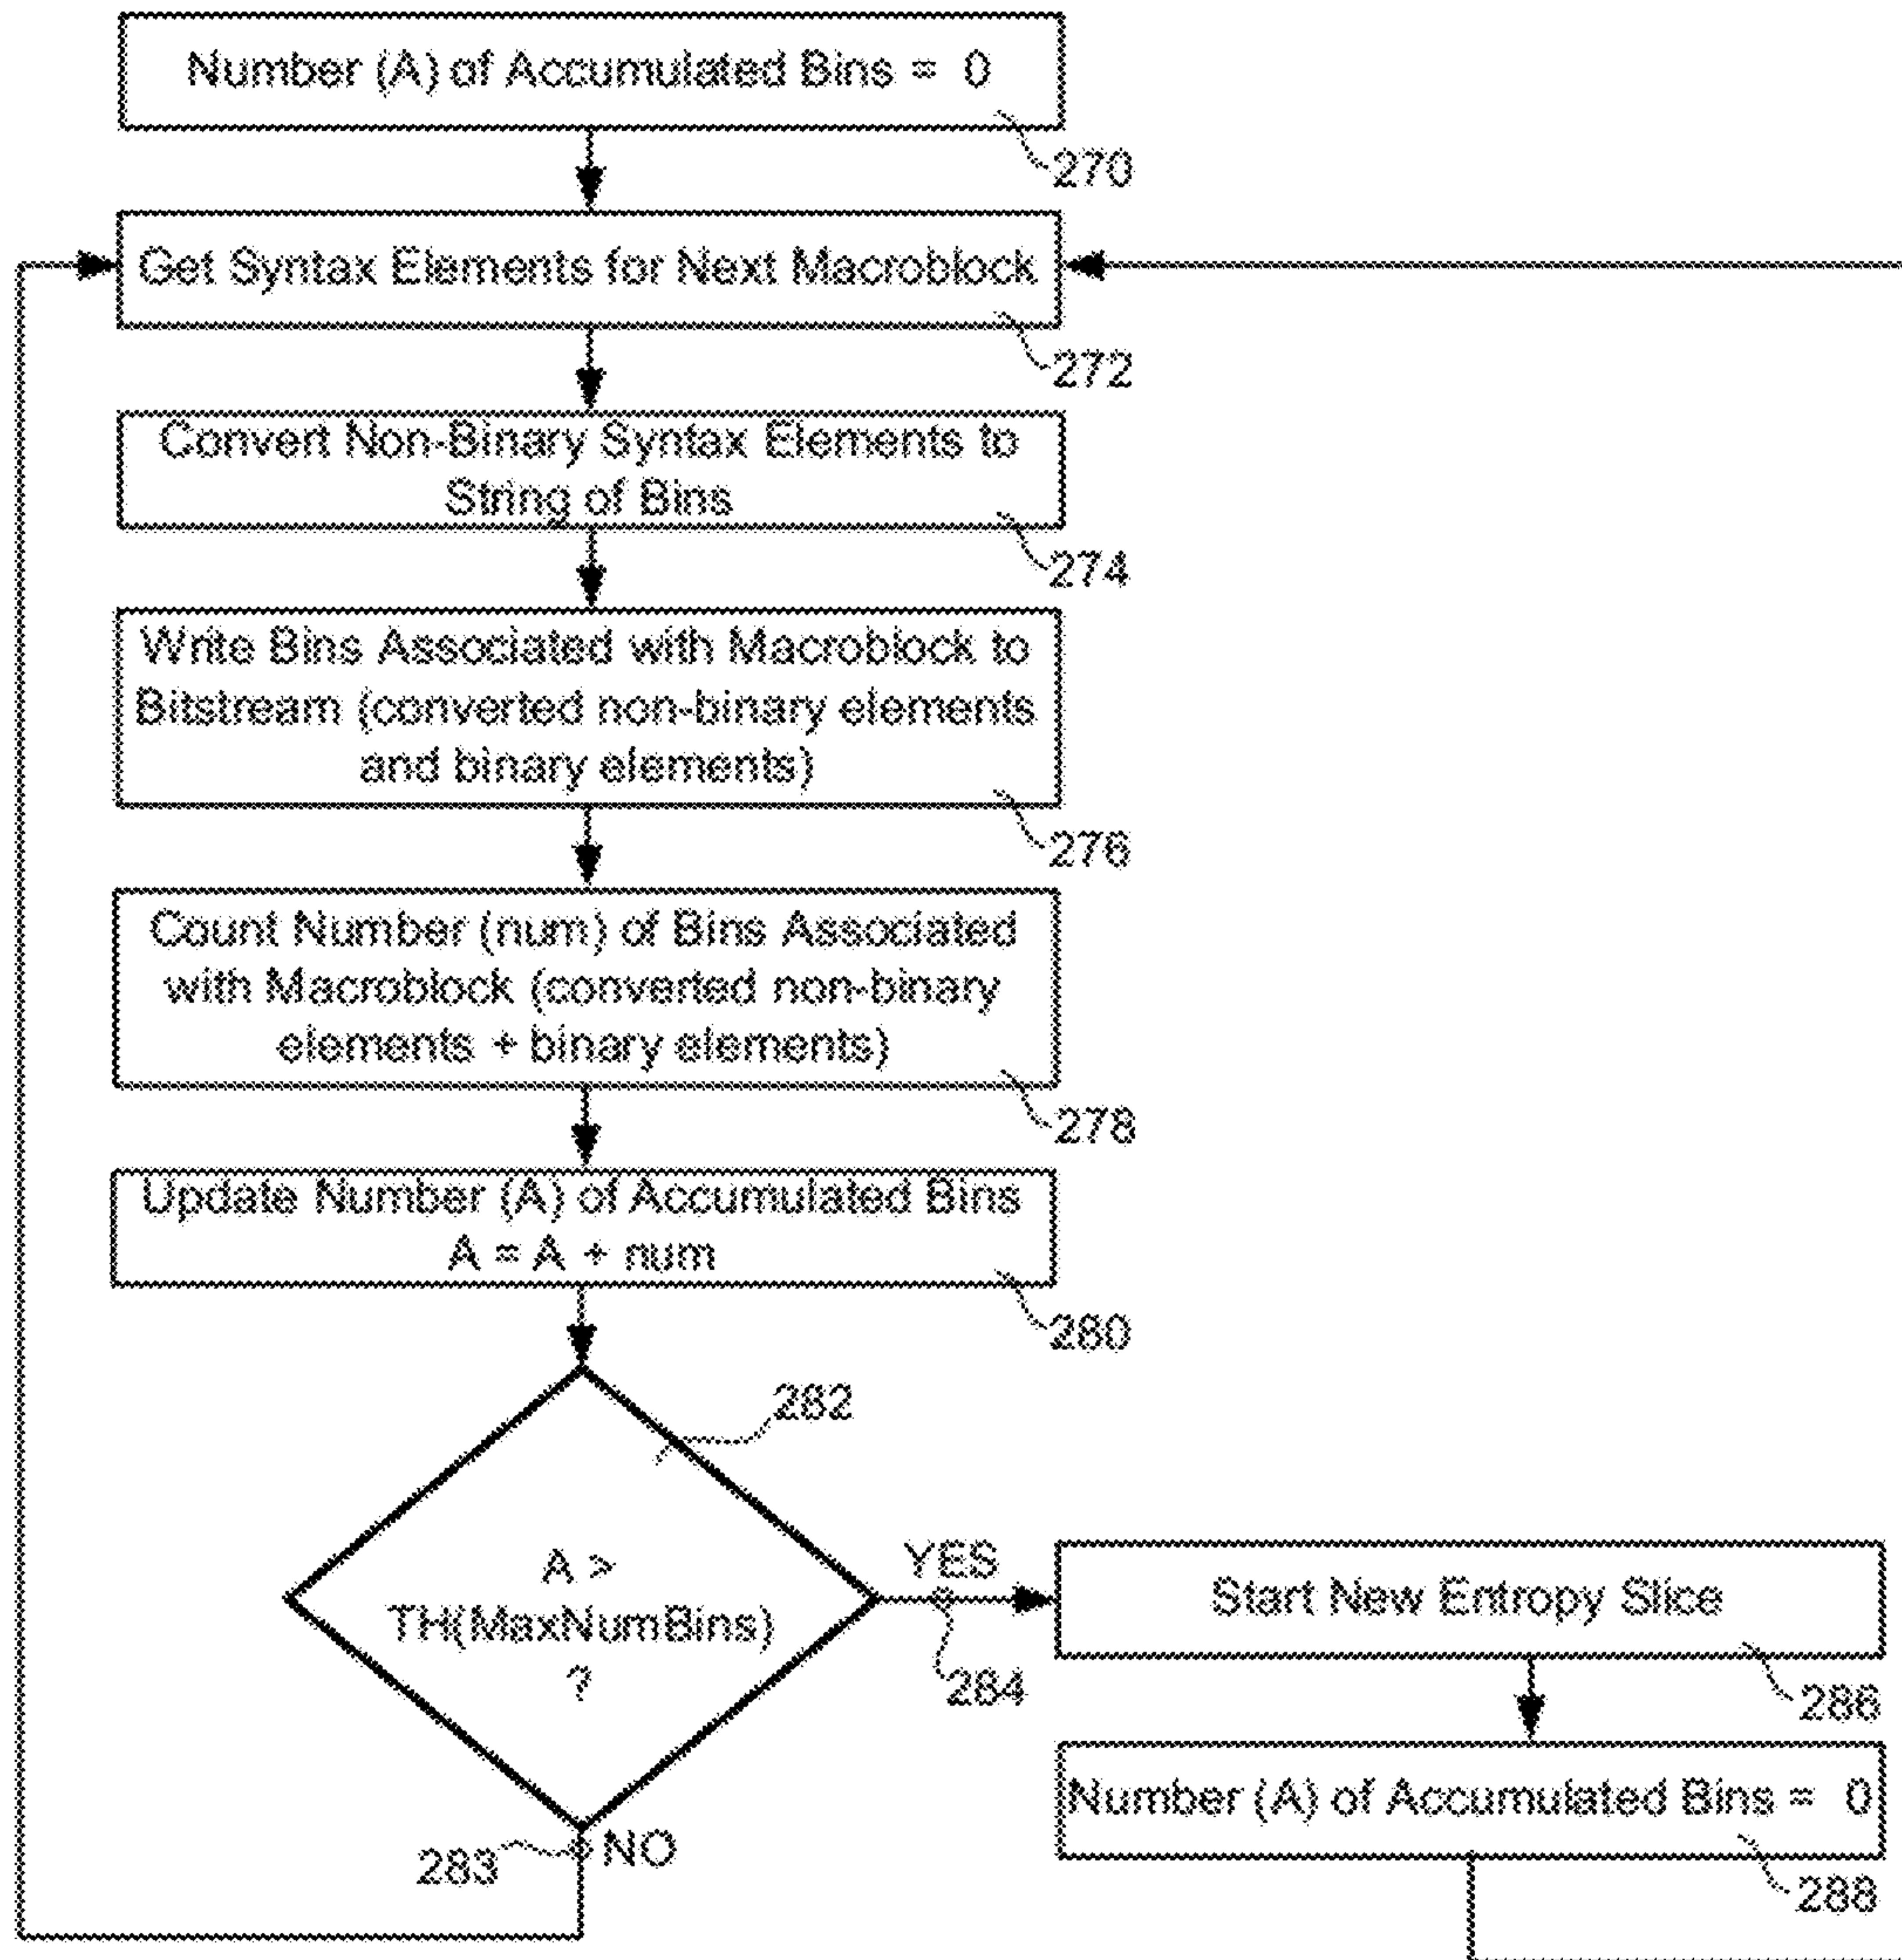 Number (A) of Accumulated Bins = 0
270
Get Syntax Elements for Next Macroblock
272
Convert Non-Binary Syntax Elements to
String of Bins
274
Write Bins Associated with Macroblock to
Bitstream (converted non-binary elements
and binary elements)
276
Count Number (num) of Bins Associated
with Macroblock (converted non-binary
elements + binary elements)
278
Update Number (A) of Accumulated Bins
A = A + num
280
282
A >
TH(MaxNumBins)
?
YES
284
Start New Entropy Slice
286
Number (A) of Accumulated Bins = 0
288
283
NO